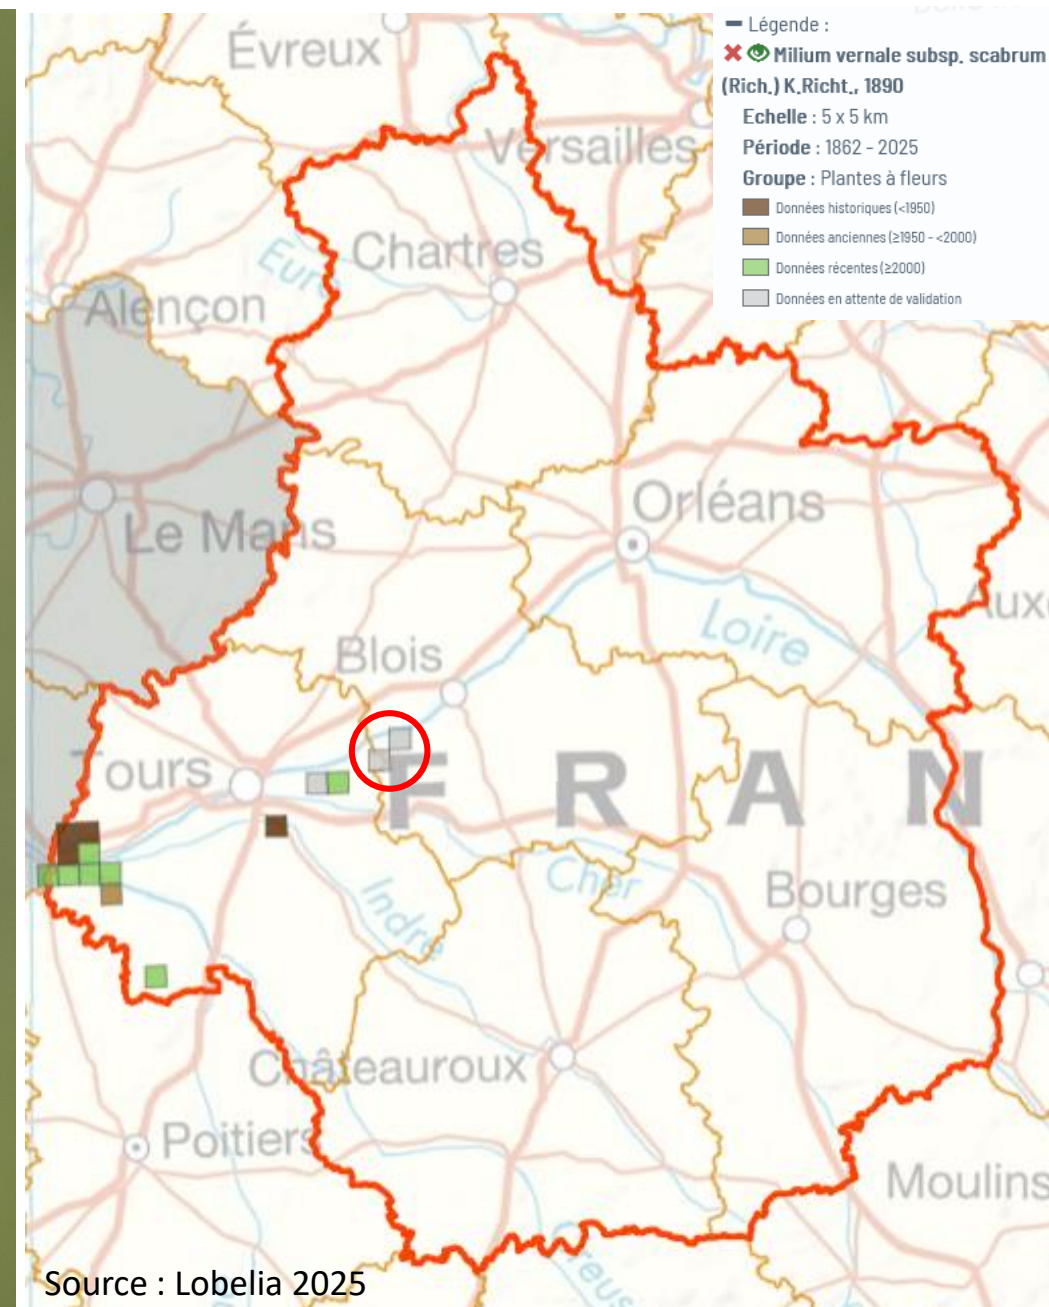 Légende :
Milium vernale subsp. scabrum
(Rich.) K.Richt., 1890
Echelle : 5 x 5 km
Période : 1862 - 2025
Groupe : Plantes à fleurs
Données historiques (<1950)
Données anciennes (≥1950 - <2000)
Données récentes (≥2000)
Données en attente de validation
Évreux
Versailles
Chartres
Eure
Alençon
Le Mans
Orléans
Loire
Blois
Tours
F R A N
Cher
Indre
Bourges
Châteauroux
Poitiers
Moulins
Source : Lobelia 2025